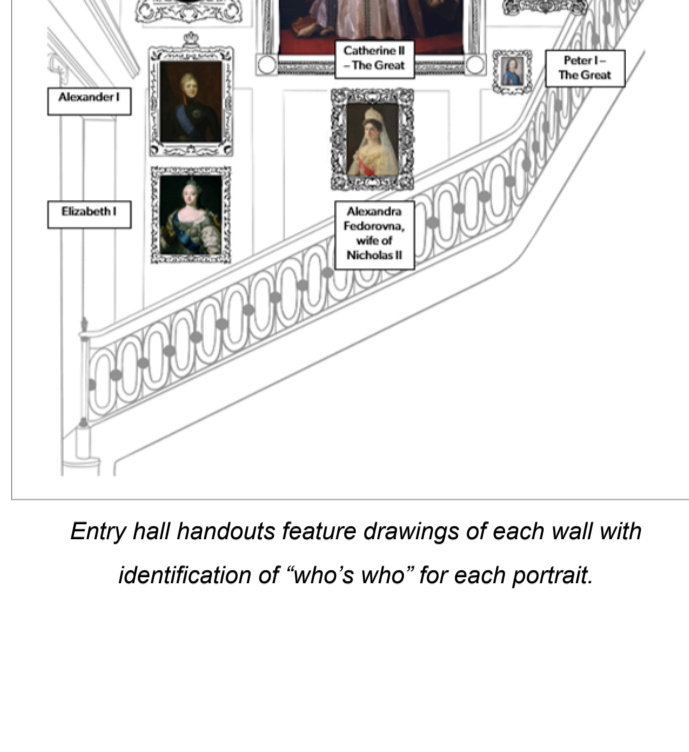 Catherine II
– The Great
Peter I –
The Great
Alexander I
Elizabeth I
Alexandra
Fedorovna,
wife of
Nicholas II
Entry hall handouts feature drawings of each wall with
identification of “who’s who” for each portrait.